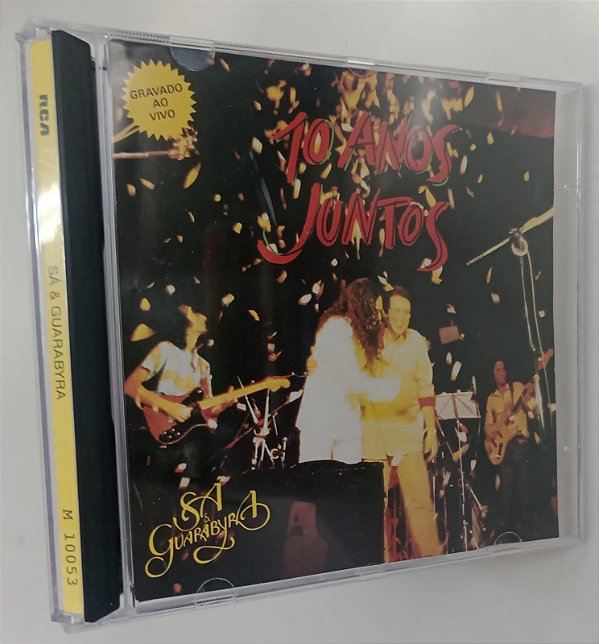 RCA
SÁ & GUARABYRA
M 10053
GRAVADO
AO
VIVO
10 ANOS
JUNTOS
SÁ &
GUARABYRA